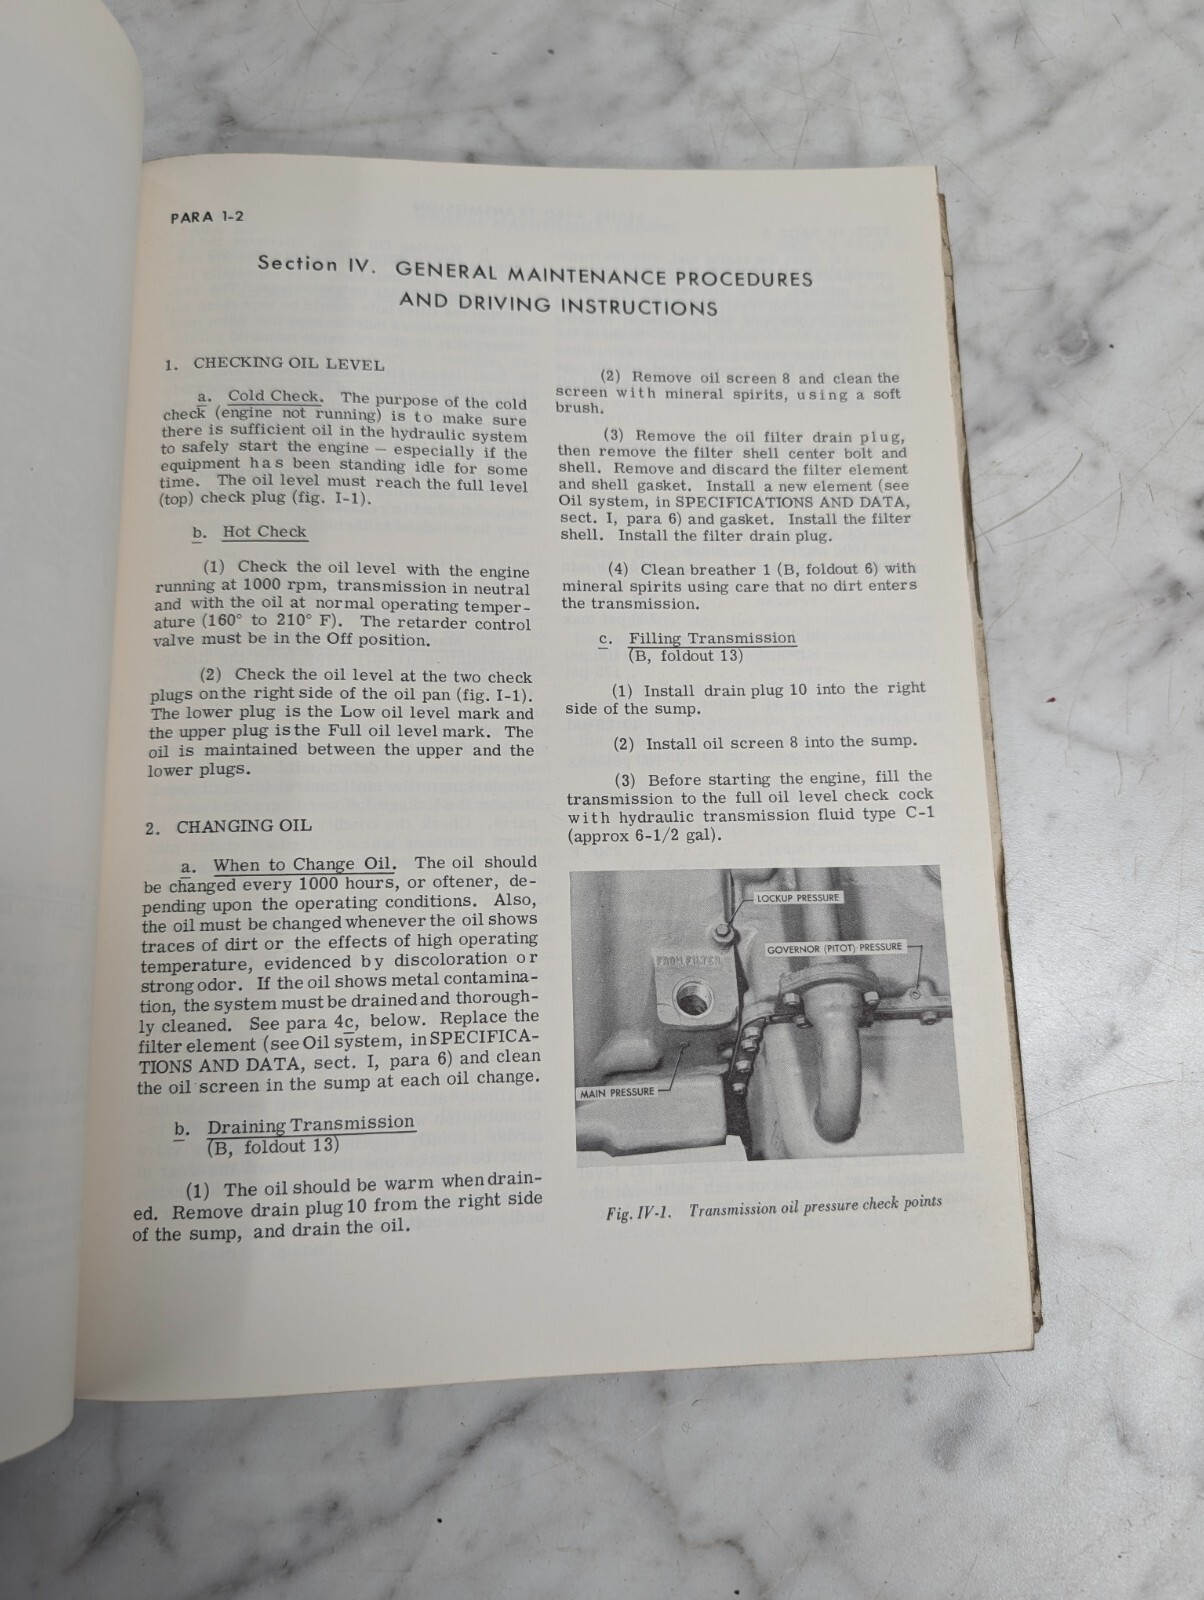 PARA 1-2
Section IV. GENERAL MAINTENANCE PROCEDURES
AND DRIVING INSTRUCTIONS
1. CHECKING OIL LEVEL
a. Cold Check. The purpose of the cold
check (engine not running) is to make sure
there is sufficient oil in the hydraulic system
to safely start the engine — especially if the
equipment has been standing idle for some
time. The oil level must reach the full level
(top) check plug (fig. I-1).
b. Hot Check
(1) Check the oil level with the engine
running at 1000 rpm, transmission in neutral
and with the oil at normal operating temper-
ature (160° to 210° F). The retarder control
valve must be in the Off position.
(2) Check the oil level at the two check
plugs on the right side of the oil pan (fig. I-1).
The lower plug is the Low oil level mark and
the upper plug is the Full oil level mark. The
oil is maintained between the upper and the
lower plugs.
2. CHANGING OIL
a. When to Change Oil. The oil should
be changed every 1000 hours, or oftener, de-
pending upon the operating conditions. Also,
the oil must be changed whenever the oil shows
traces of dirt or the effects of high operating
temperature, evidenced by discoloration or
strong odor. If the oil shows metal contamina-
tion, the system must be drained and thorough-
ly cleaned. See para 4c, below. Replace the
filter element (see Oil system, in SPECIFICA-
TIONS AND DATA, sect. I, para 6) and clean
the oil screen in the sump at each oil change.
b. Draining Transmission
(B, foldout 13)
(1) The oil should be warm when drain-
ed. Remove drain plug 10 from the right side
of the sump, and drain the oil.
(2) Remove oil screen 8 and clean the
screen with mineral spirits, using a soft
brush.
(3) Remove the oil filter drain plug,
then remove the filter shell center bolt and
shell. Remove and discard the filter element
and shell gasket. Install a new element (see
Oil system, in SPECIFICATIONS AND DATA,
sect. I, para 6) and gasket. Install the filter
shell. Install the filter drain plug.
(4) Clean breather 1 (B, foldout 6) with
mineral spirits using care that no dirt enters
the transmission.
c. Filling Transmission
(B, foldout 13)
(1) Install drain plug 10 into the right
side of the sump.
(2) Install oil screen 8 into the sump.
(3) Before starting the engine, fill the
transmission to the full oil level check cock
with hydraulic transmission fluid type C-1
(approx 6-1/2 gal).
LOCKUP PRESSURE
GOVERNOR (PITOT) PRESSURE
FROM FILTER
MAIN PRESSURE
Fig. IV-1. Transmission oil pressure check points